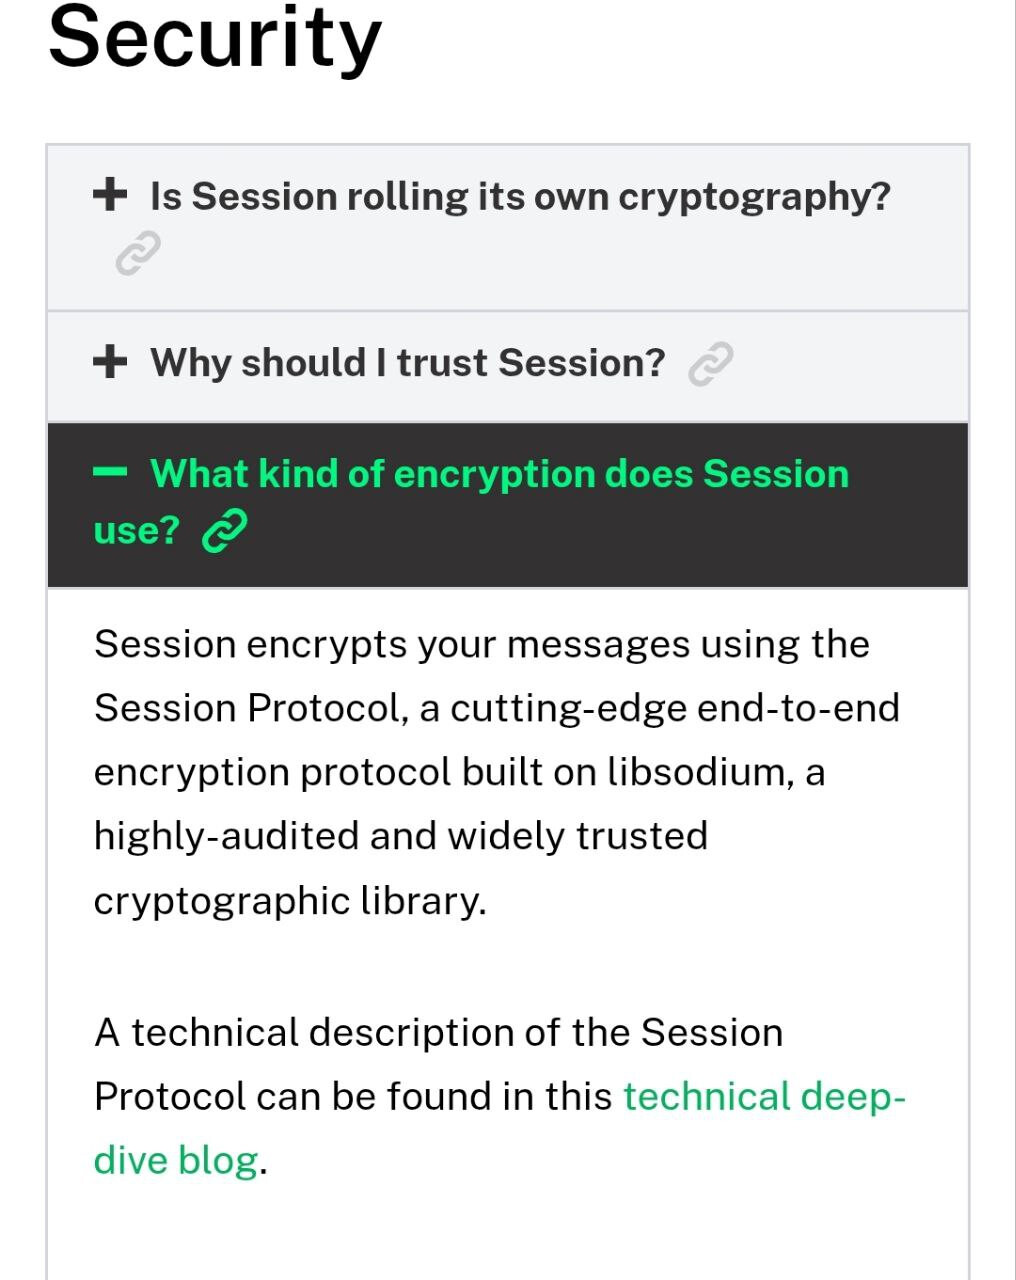 Security
Is Session rolling its own cryptography?
Why should I trust Session?
What kind of encryption does Session
use?
Session encrypts your messages using the
Session Protocol, a cutting-edge end-to-end
encryption protocol built on libsodium, a
highly-audited and widely trusted
cryptographic library.
A technical description of the Session
Protocol can be found in this technical deep-
dive blog.